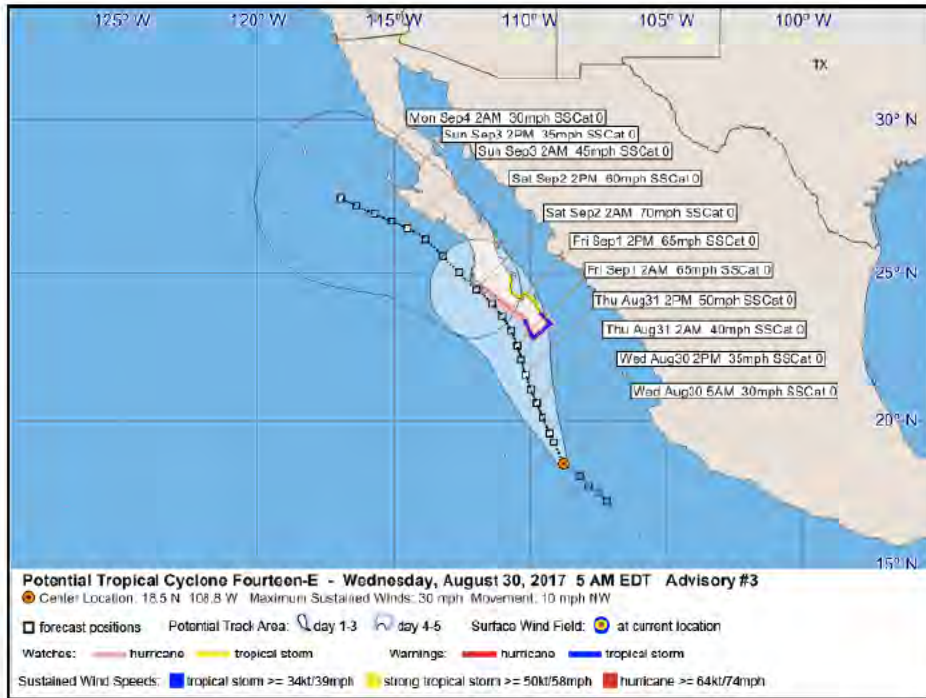 125° W 120° W 115° W 110° W 105° W 100° W
TX
30° N
Mon Sep4 2AM 30mph SSCat 0
Sun Sep3 2PM 35mph SSCat 0
Sun Sep3 2AM 45mph SSCat 0
Sat Sep2 2PM 60mph SSCat 0
Sat Sep2 2AM 70mph SSCat 0
Fri Sep1 2PM 65mph SSCat 0
25° N
Fri Sep1 2AM 65mph SSCat 0
Thu Aug31 2PM 50mph SSCat 0
Thu Aug31 2AM 40mph SSCat 0
Wed Aug30 2PM 35mph SSCat 0
Wed Aug30 5AM 30mph SSCat 0
20° N
15° N
Potential Tropical Cyclone Fourteen-E - Wednesday, August 30, 2017 5 AM EDT Advisory #3
Center Location: 18.5 N 108.8 W Maximum Sustained Winds: 30 mph Movement: 10 mph NW
forecast positions Potential Track Area: day 1-3 day 4-5 Surface Wind Field: at current location
Watches: hurricane tropical storm Warnings: hurricane tropical storm
Sustained Wind Speeds: tropical storm >= 34kt/39mph strong tropical storm >= 50kt/58mph hurricane >= 64kt/74mph